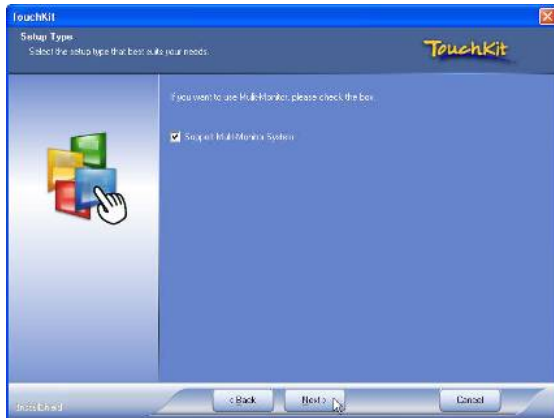 TouchKit
Setup Type
Select the setup type that best suits your needs.
TouchKit
If you want to use Multi-Monitor, please check the box.
Support Multi-Monitor System
InstallShield
< Back
Next >
Cancel